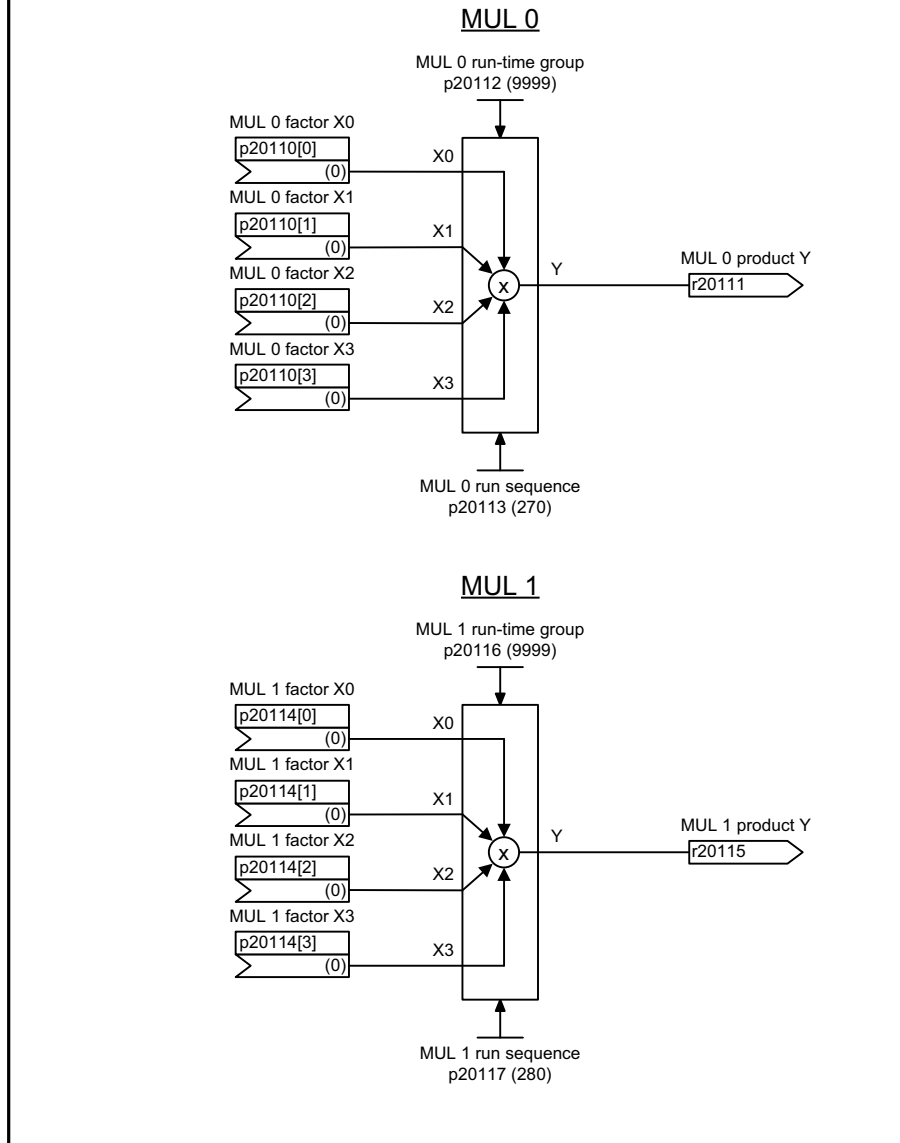 MUL 0
MUL 0 run-time group
p20112 (9999)
MUL 0 factor X0
p20110[0]
(0)
X0
MUL 0 factor X1
p20110[1]
(0)
X1
MUL 0 factor X2
p20110[2]
(0)
X2
MUL 0 factor X3
p20110[3]
(0)
X3
x
Y
MUL 0 product Y
r20111
MUL 0 run sequence
p20113 (270)
MUL 1
MUL 1 run-time group
p20116 (9999)
MUL 1 factor X0
p20114[0]
(0)
X0
MUL 1 factor X1
p20114[1]
(0)
X1
MUL 1 factor X2
p20114[2]
(0)
X2
MUL 1 factor X3
p20114[3]
(0)
X3
x
Y
MUL 1 product Y
r20115
MUL 1 run sequence
p20117 (280)